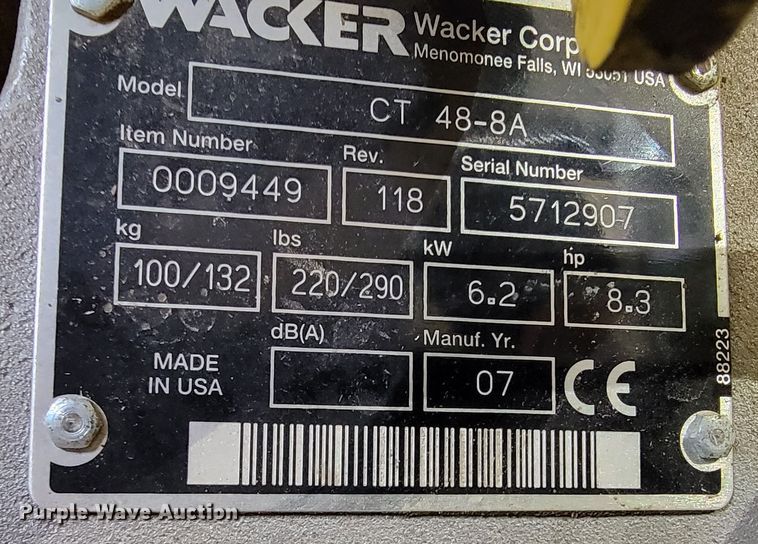 WACKER
Wacker Corp
Menomonee Falls, WI 53051 USA
Model CT 48-8A
Item Number Rev. Serial Number
0009449 118 5712907
kg lbs kW hp
100/132 220/290 6.2 8.3
dB(A) Manuf. Yr.
MADE
IN USA
07 CE
88223
Purple Wave Auction